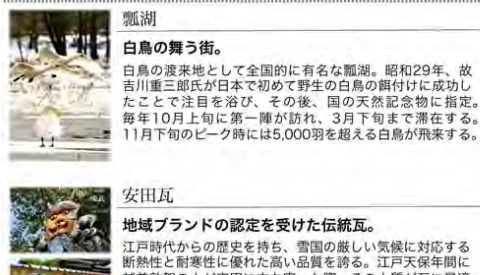 瓢湖
白鳥の舞う街。
白鳥の渡来地として全国的に有名な瓢湖。昭和29年、故
吉川重三郎氏が日本で初めて野生の白鳥の餌付けに成功し
たことで注目を浴び、その後、国の天然記念物に指定。
毎年10月上旬に第一陣が訪れ、3月下旬まで滞在する。
11月下旬のピーク時には5,000羽を超える白鳥が飛来する。
安田瓦
地域ブランドの認定を受けた伝統瓦。
江戸時代からの歴史を持ち、雪国の厳しい気候に対応する
断熱性と耐寒性に優れた高い品質を誇る。江戸天保年間に